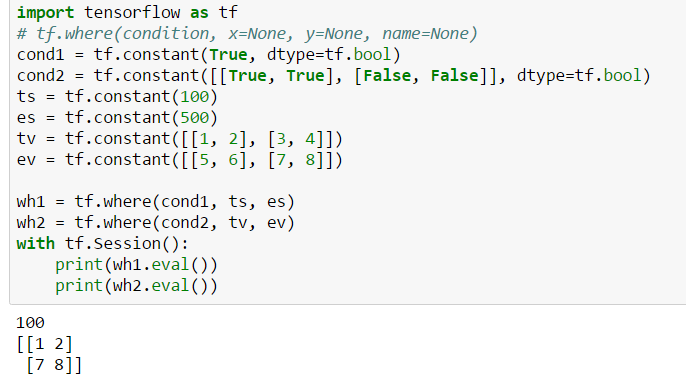 import tensorflow as tf
# tf.where(condition, x=None, y=None, name=None)
cond1 = tf.constant(True, dtype=tf.bool)
cond2 = tf.constant([[True, True], [False, False]], dtype=tf.bool)
ts = tf.constant(100)
es = tf.constant(500)
tv = tf.constant([[1, 2], [3, 4]])
ev = tf.constant([[5, 6], [7, 8]])

wh1 = tf.where(cond1, ts, es)
wh2 = tf.where(cond2, tv, ev)
with tf.Session():
    print(wh1.eval())
    print(wh2.eval())
100
[[1 2]
 [7 8]]